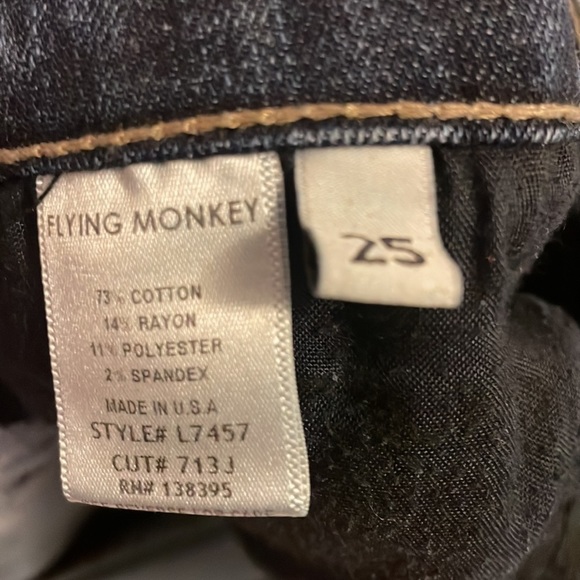 FLYING MONKEY
25
73% COTTON
14% RAYON
11% POLYESTER
2% SPANDEX
MADE IN U.S.A
STYLE# L7457
CUT# 713J
RN# 138395